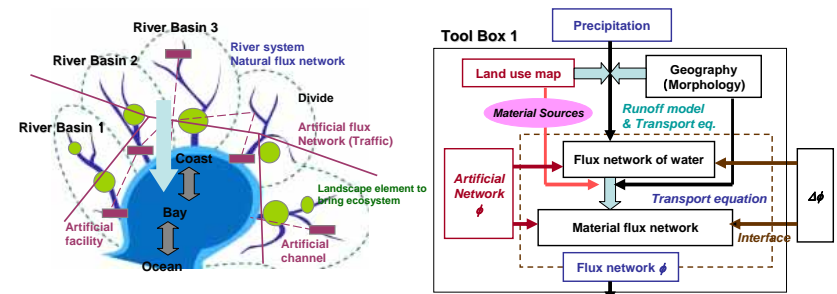 River Basin 3
River system
Natural flux network
River Basin 2
Divide
River Basin 1
Artificial flux
Network (Traffic)
Coast
Landscape element to
bring ecosystem
Bay
Artificial
facility
Artificial
channel
Ocean
Precipitation
Tool Box 1
Land use map
Geography
(Morphology)
Material Sources
Runoff model
& Transport eq.
Flux network of water
Artificial
Network
ϕ
Δϕ
Transport equation
Material flux network
Interface
Flux network ϕ